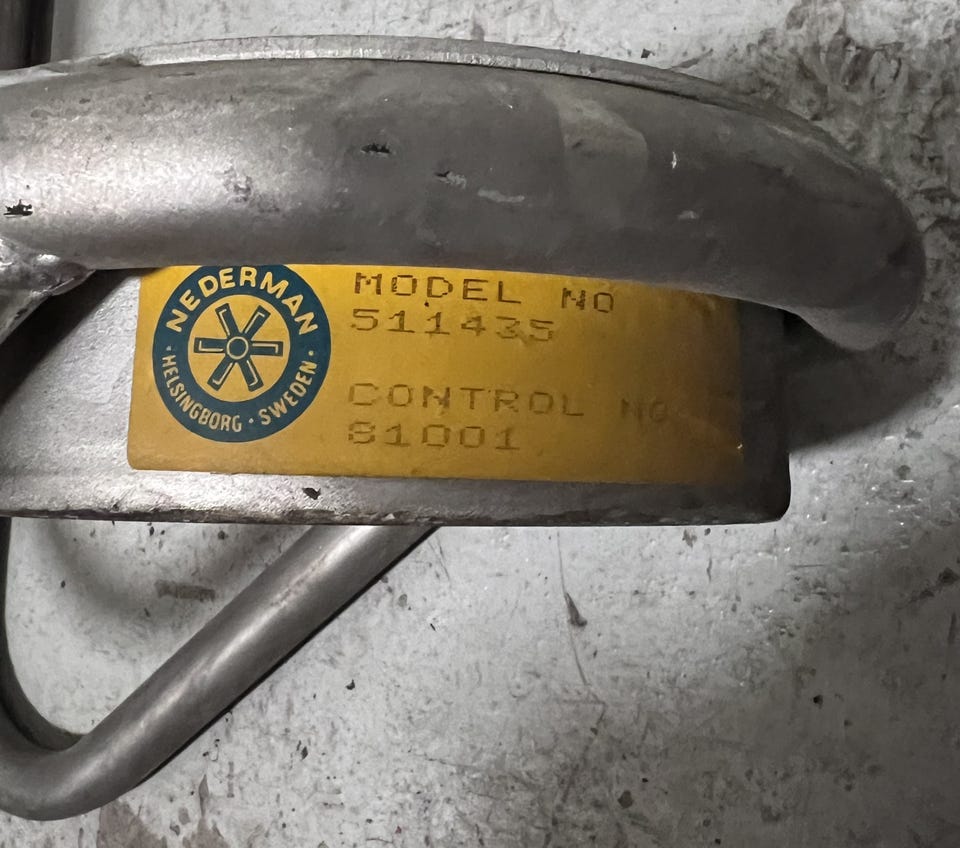 NEDERMAN
· HELSINGBORG · SWEDEN ·
MODEL NO
511435
CONTROL NO
81001